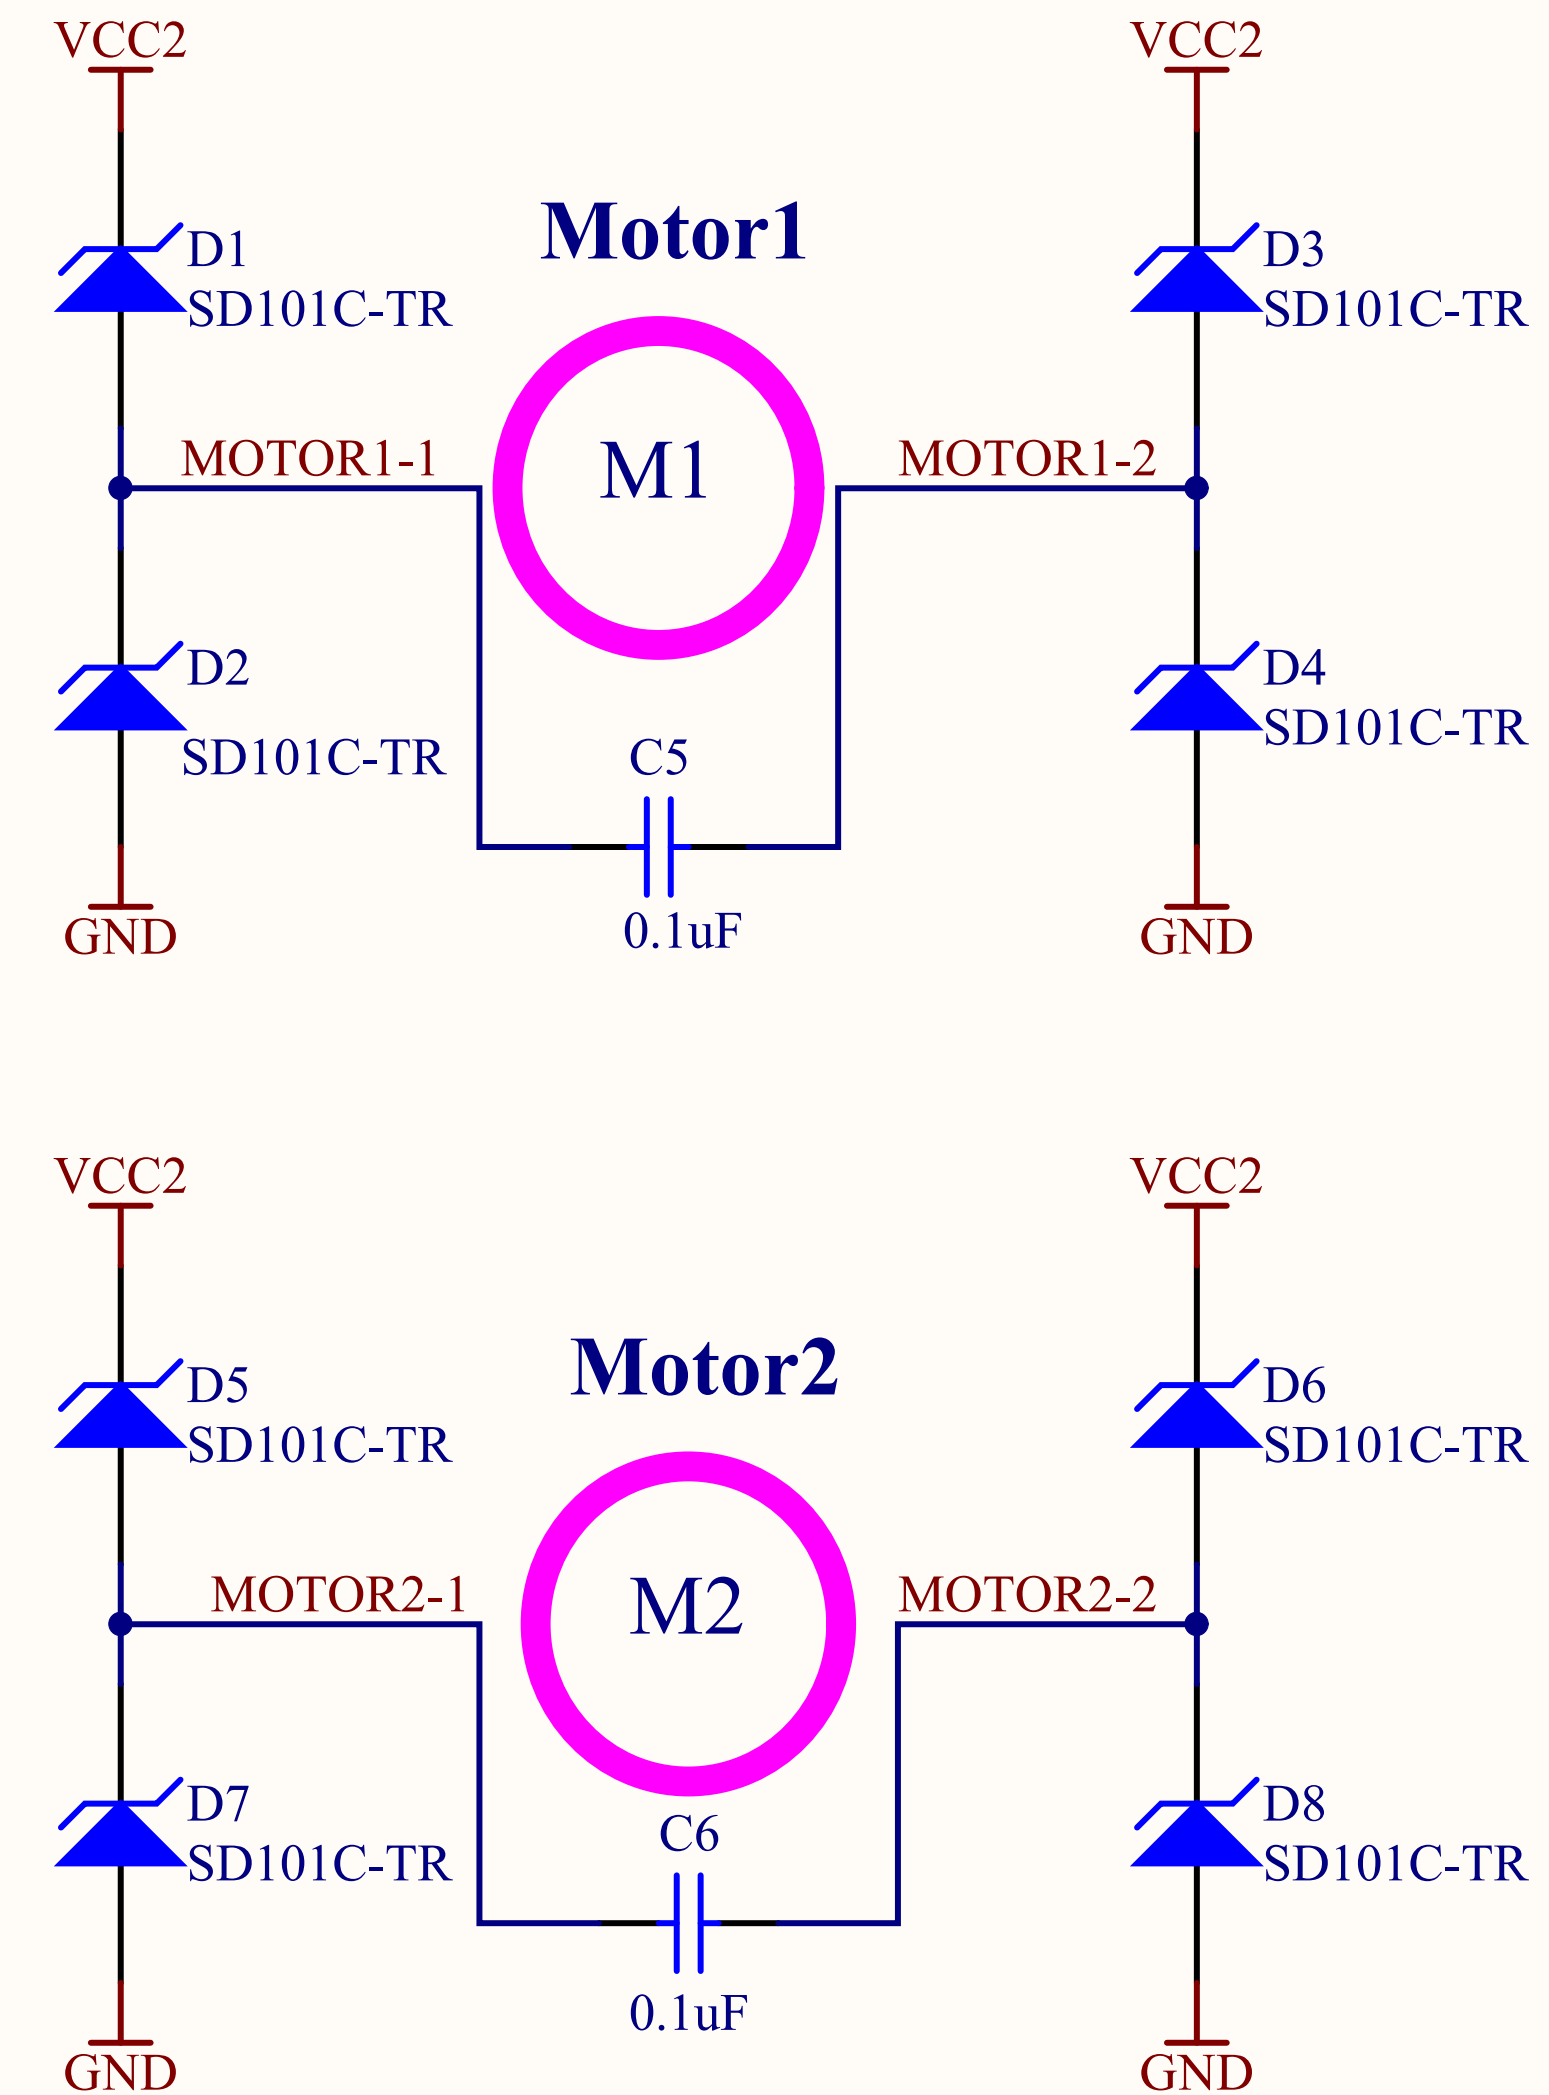 VCC2
VCC2
Motor1
D1
SD101C-TR
D3
SD101C-TR
MOTOR1-1
M1
MOTOR1-2
D2
SD101C-TR
D4
SD101C-TR
C5
0.1uF
GND
GND
VCC2
VCC2
Motor2
D5
SD101C-TR
D6
SD101C-TR
MOTOR2-1
M2
MOTOR2-2
D7
SD101C-TR
D8
SD101C-TR
C6
0.1uF
GND
GND